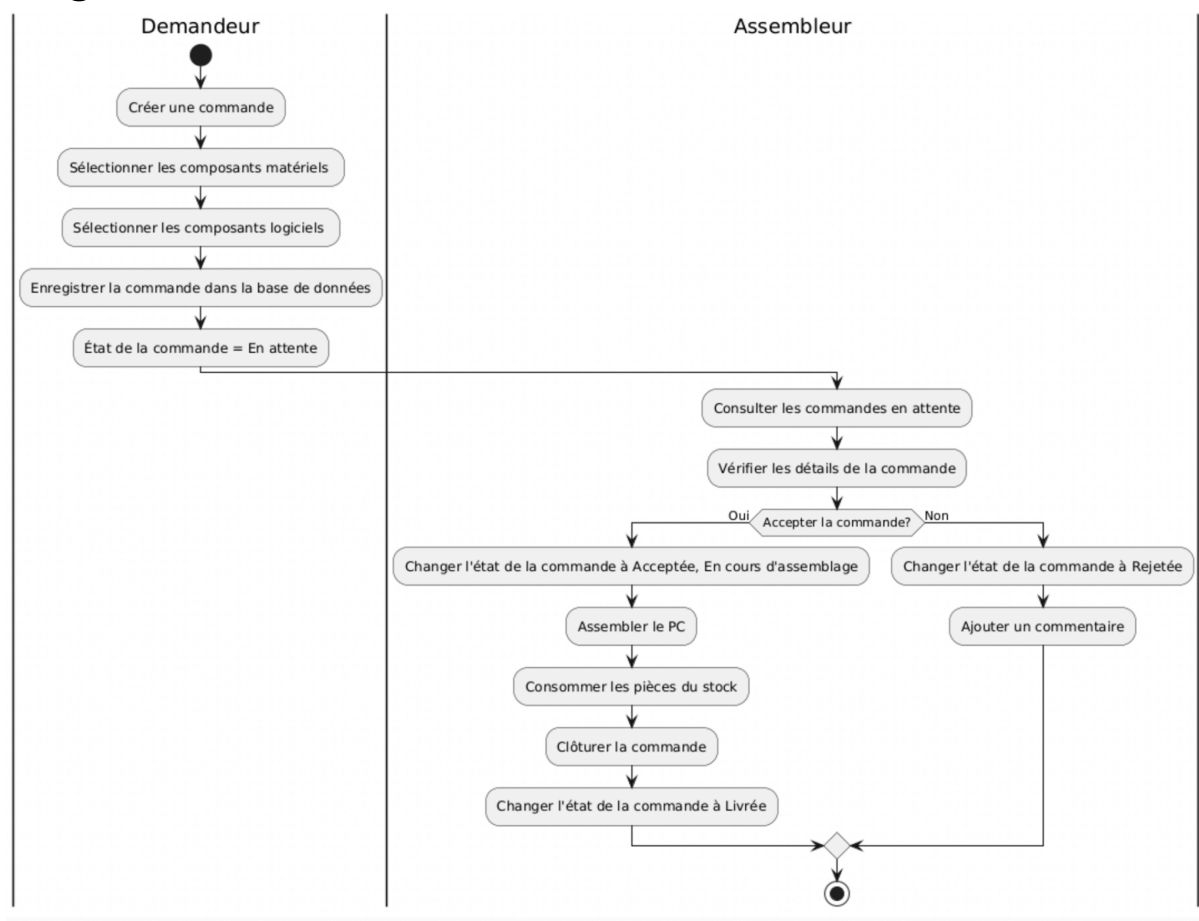 Demandeur
Assembleur
Créer une commande
Sélectionner les composants matériels
Sélectionner les composants logiciels
Enregistrer la commande dans la base de données
État de la commande = En attente
Consulter les commandes en attente
Vérifier les détails de la commande
Oui
Accepter la commande?
Non
Changer l'état de la commande à Acceptée, En cours d'assemblage
Changer l'état de la commande à Rejetée
Assembler le PC
Ajouter un commentaire
Consommer les pièces du stock
Clôturer la commande
Changer l'état de la commande à Livrée